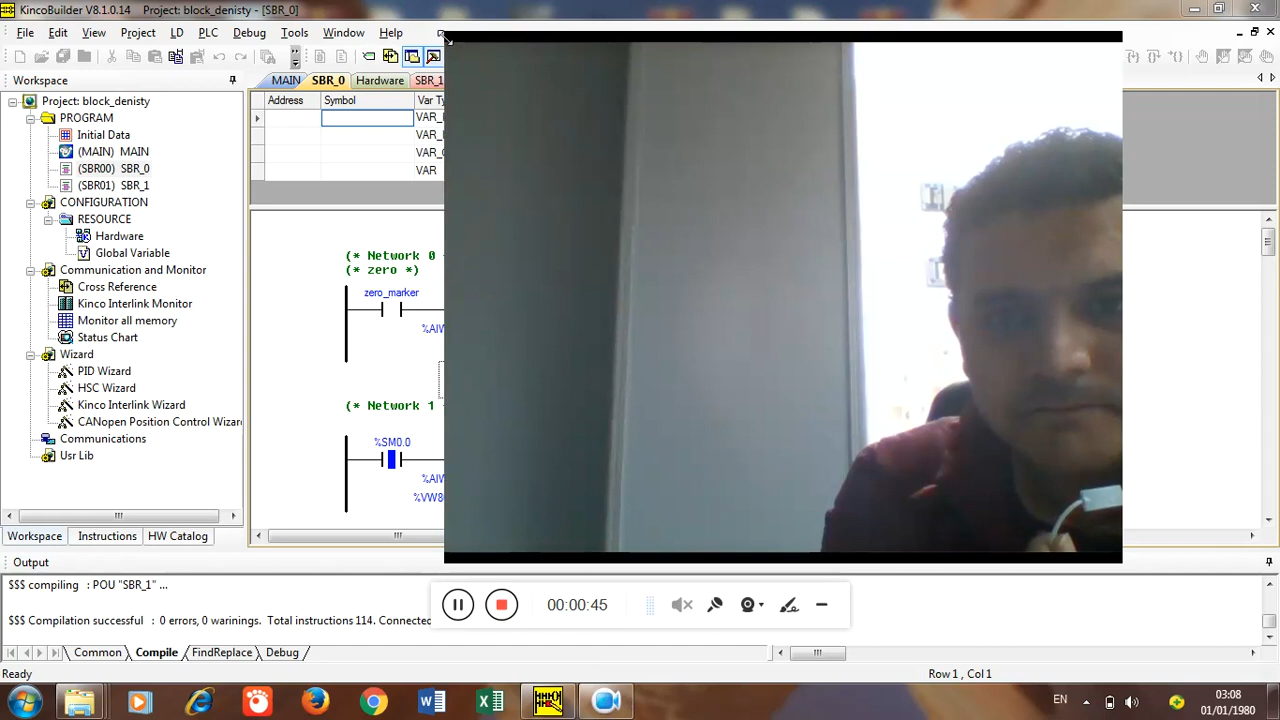 KincoBuilder V8.1.0.14 Project: block_denisty - [SBR_0]
File Edit View Project LD PLC Debug Tools Window Help
Workspace
MAIN SBR_0 Hardware SBR_1
Project: block_denisty
PROGRAM
Initial Data
(MAIN) MAIN
(SBR00) SBR_0
(SBR01) SBR_1
CONFIGURATION
RESOURCE
Hardware
Global Variable
Communication and Monitor
Cross Reference
Kinco Interlink Monitor
Monitor all memory
Status Chart
Wizard
PID Wizard
HSC Wizard
Kinco Interlink Wizard
CANopen Position Control Wizar
Communications
Usr Lib
Workspace Instructions HW Catalog
Address Symbol Var Ty
VAR
(* Network 0
(* zero *)
zero_marker
%AIW
(* Network 1
%SM0.0
%AIW
%VW8
Output
$$$ compiling : POU "SBR_1" ...
$$$ Compilation successful : 0 errors, 0 warinings. Total instructions 114. Connected
Common Compile FindReplace Debug
00:00:45
Ready
Row 1 , Col 1
EN
03:08
01/01/1980